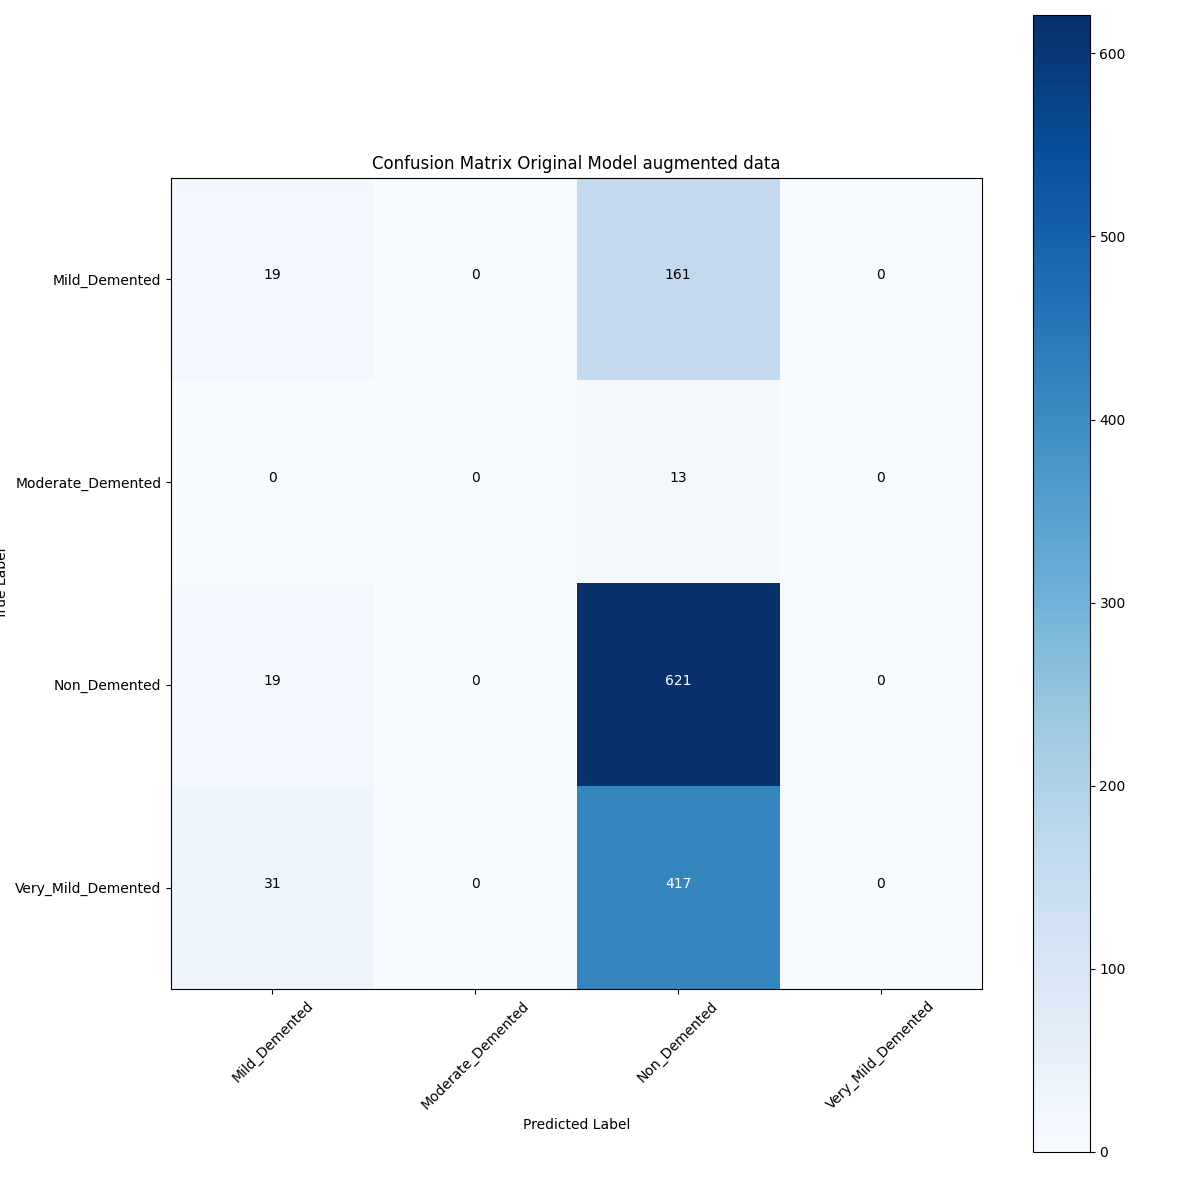 Confusion Matrix Original Model augmented data
Mild_Demented 19 0 161 0
Moderate_Demented 0 0 13 0
Non_Demented 19 0 621 0
Very_Mild_Demented 31 0 417 0
Mild_Demented Moderate_Demented Non_Demented Very_Mild_Demented
Predicted Label
True Label
600
500
400
300
200
100
0